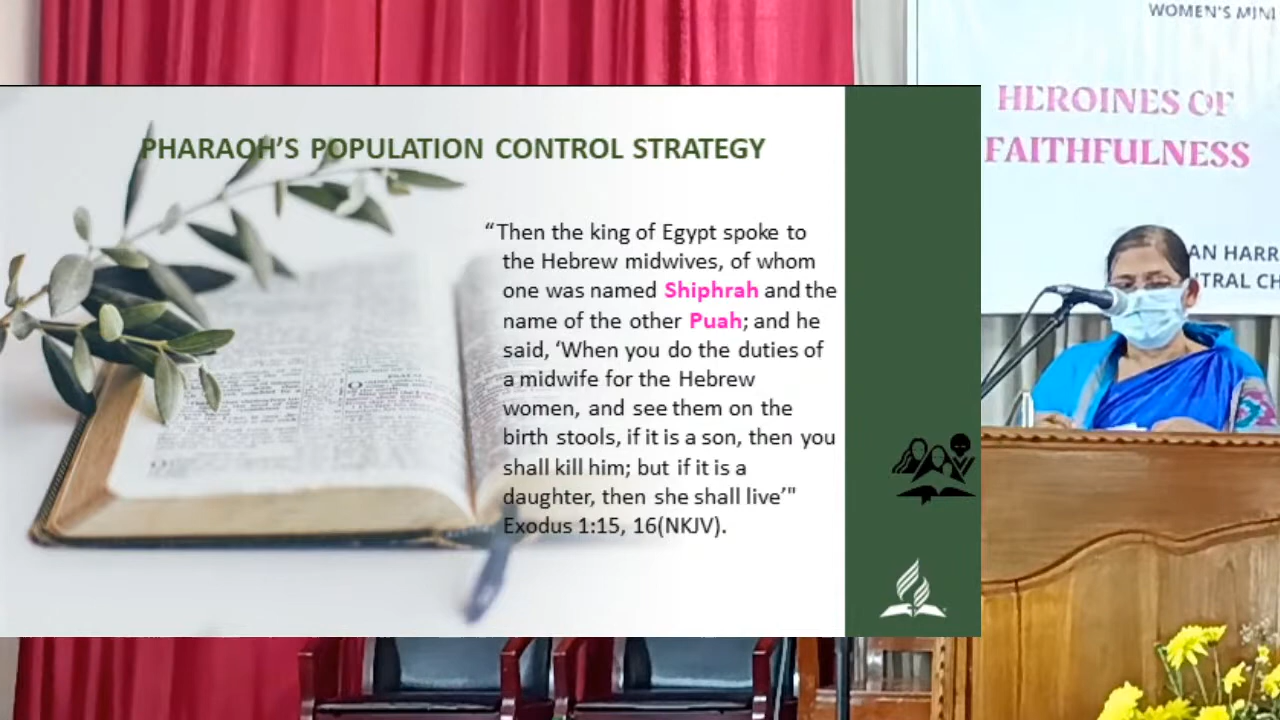 PHARAOH'S POPULATION CONTROL STRATEGY
“Then the king of Egypt spoke to
the Hebrew midwives, of whom
one was named Shiphrah and the
name of the other Puah; and he
said, ‘When you do the duties of
a midwife for the Hebrew
women, and see them on the
birth stools, if it is a son, then you
shall kill him; but if it is a
daughter, then she shall live’"
Exodus 1:15, 16(NKJV).
WOMEN'S MINI
HEROINES OF
FAITHFULNESS
AN HARR
TRAL CH